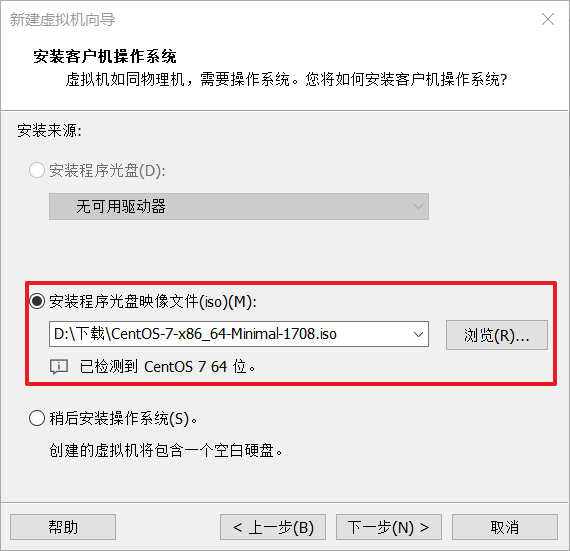 新建虚拟机向导
安装客户机操作系统
虚拟机如同物理机，需要操作系统。您将如何安装客户机操作系统?
安装来源:
安装程序光盘(D):
无可用驱动器
安装程序光盘映像文件(iso)(M):
D:\下载\CentOS-7-x86_64-Minimal-1708.iso
浏览(R)...
已检测到 CentOS 7 64 位。
稍后安装操作系统(S)。
创建的虚拟机将包含一个空白硬盘。
帮助
< 上一步(B)
下一步(N) >
取消